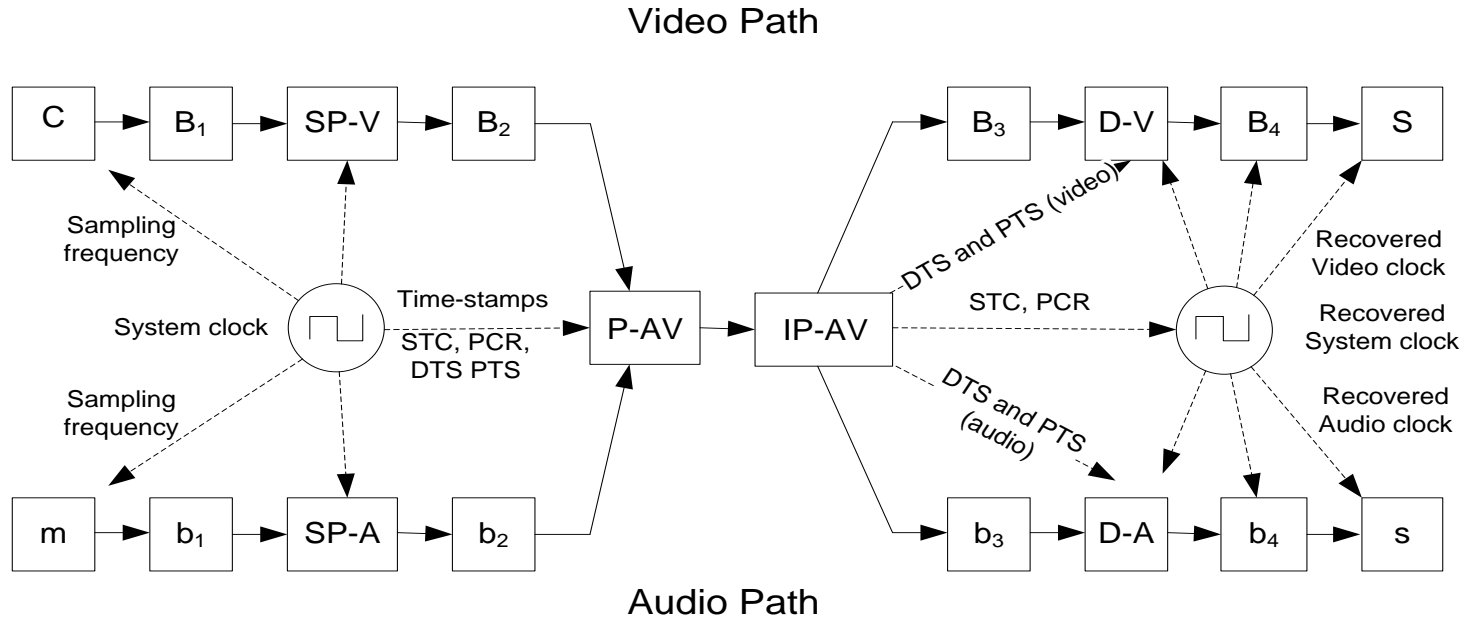 Video Path
C
B₁
SP-V
B₂
B₃
D-V
B₄
S
Sampling
frequency
DTS and PTS (video)
Recovered
Video clock
System clock
Time-stamps
STC, PCR,
DTS PTS
P-AV
IP-AV
STC, PCR
Recovered
System clock
Sampling
frequency
DTS and PTS
(audio)
Recovered
Audio clock
m
b₁
SP-A
b₂
b₃
D-A
b₄
s
Audio Path